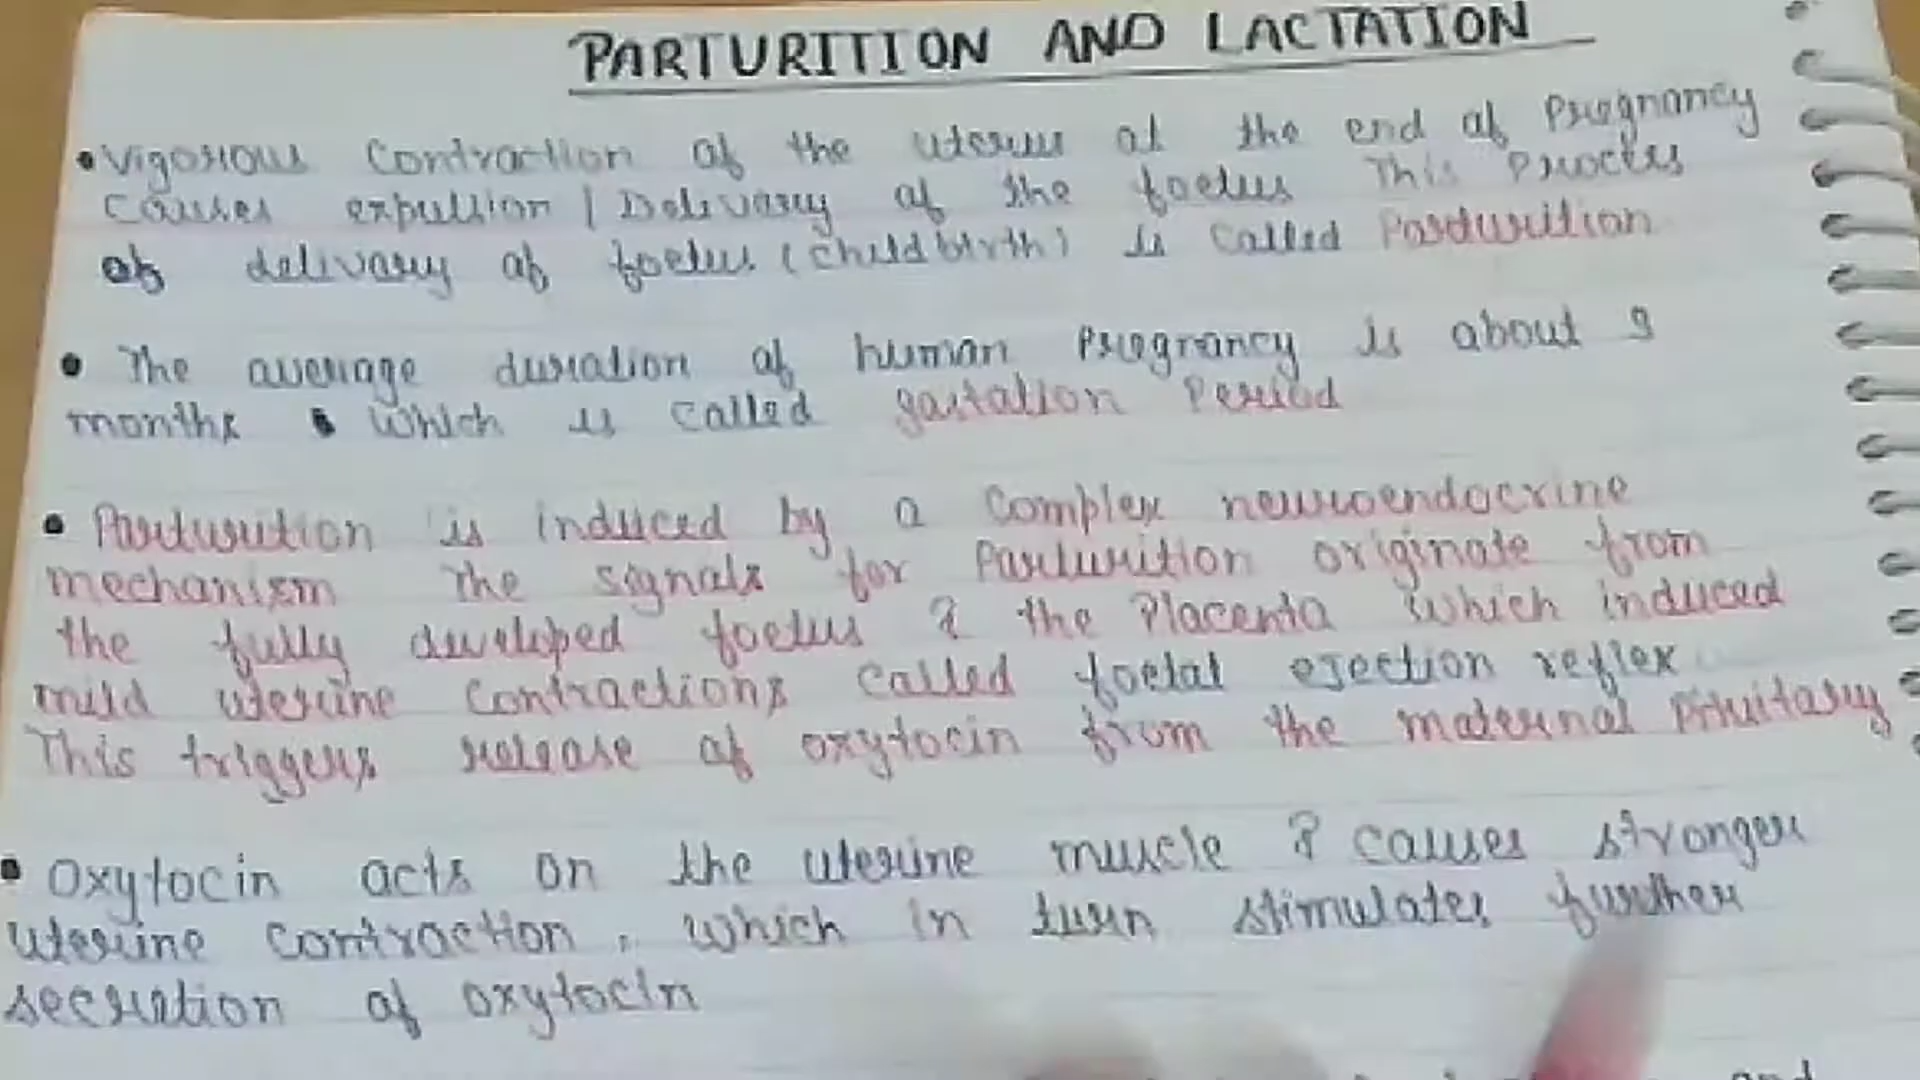 PARTURITION AND LACTATION
• Vigorous Contraction of the uterus at the end of Pregnancy
Causes expulsion / Delivary of the foetus This Process
of delivary of foetus (childbirth) is called Parturition
• The average duration of human Pregnancy is about 9
months which is called gastation Period
• Parturition is induced by a Complex neuroendocrine
mechanism The signals for Parturition originate from
the fully developed foetus & the Placenta which induced
mild uterine Contractions called foetal ejection reflex
This triggers release of oxytocin from the maternal Pituitary
• Oxytocin acts on the uterine muscle & causes stronger
uterine contraction, which in turn stimulates further
secretion of oxytocin
and